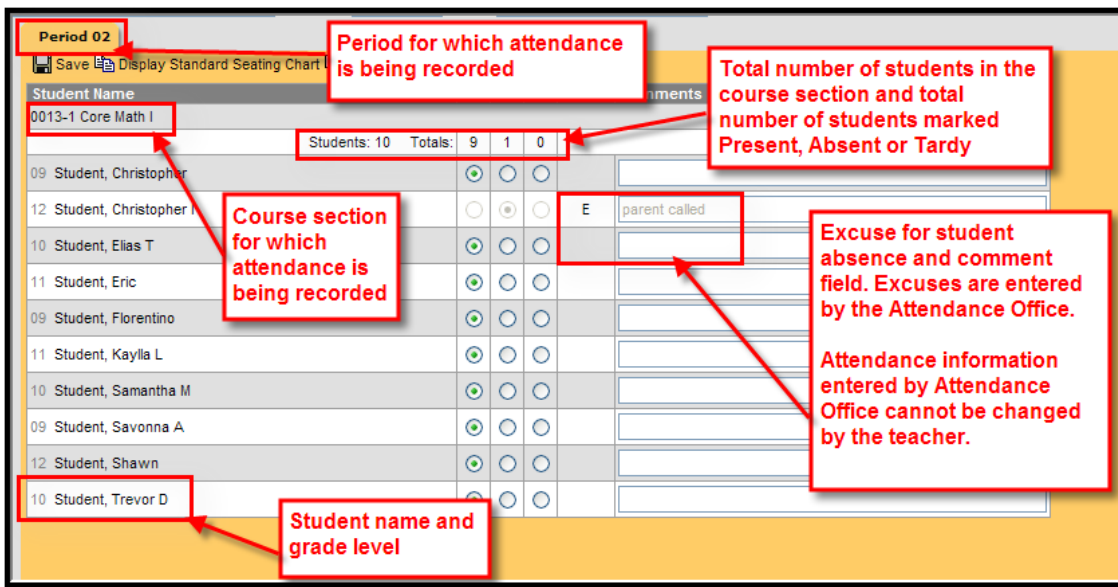 Period 02
Period for which attendance
is being recorded
Save Display Standard Seating Chart
Total number of students in the
course section and total
number of students marked
Present, Absent or Tardy
Student Name
0013-1 Core Math I
Students: 10 Totals: 9 1 0
09 Student, Christopher
12 Student, Christopher E parent called
10 Student, Elias T
11 Student, Eric
09 Student, Florentino
11 Student, Kaylla L
10 Student, Samantha M
09 Student, Savonna A
12 Student, Shawn
10 Student, Trevor D
Course section
for which
attendance is
being recorded
Excuse for student
absence and comment
field. Excuses are entered
by the Attendance Office.
Attendance information
entered by Attendance
Office cannot be changed
by the teacher.
Student name and
grade level